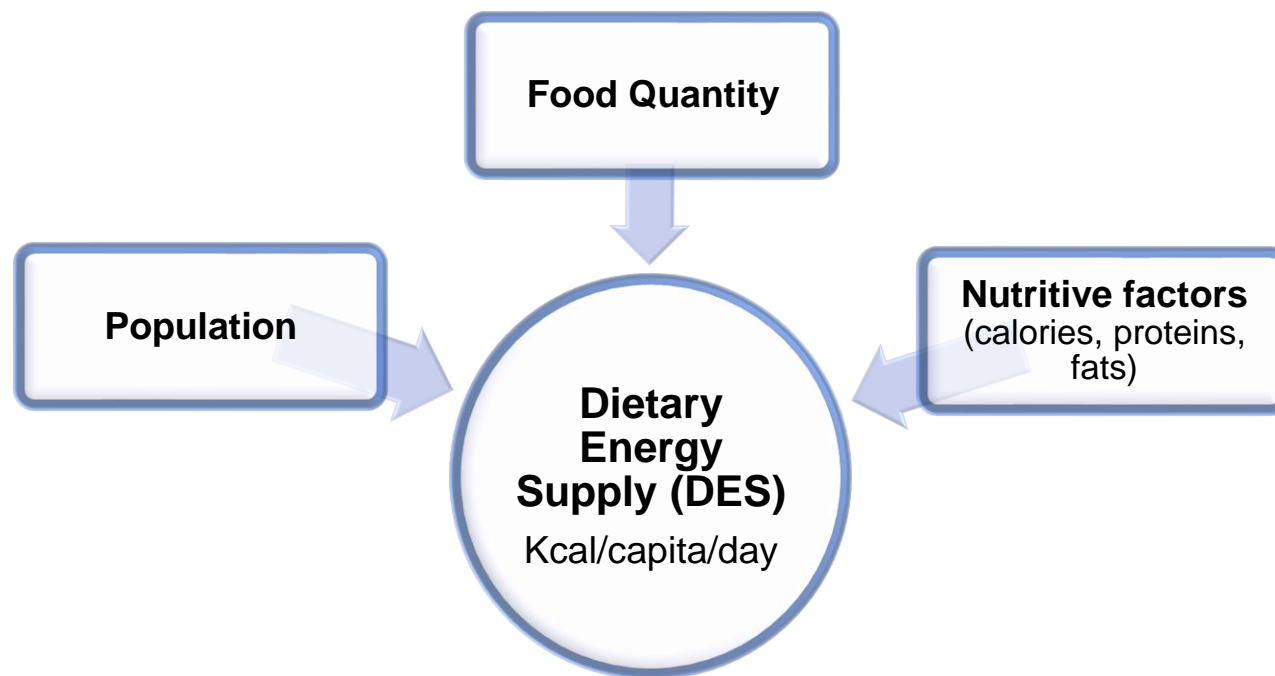 Food Quantity
Population
Nutritive factors
(calories, proteins,
fats)
Dietary
Energy
Supply (DES)
Kcal/capita/day